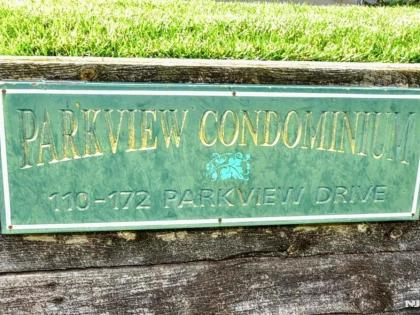 PARKVIEW CONDOMINIUM
110-172 PARKVIEW DRIVE